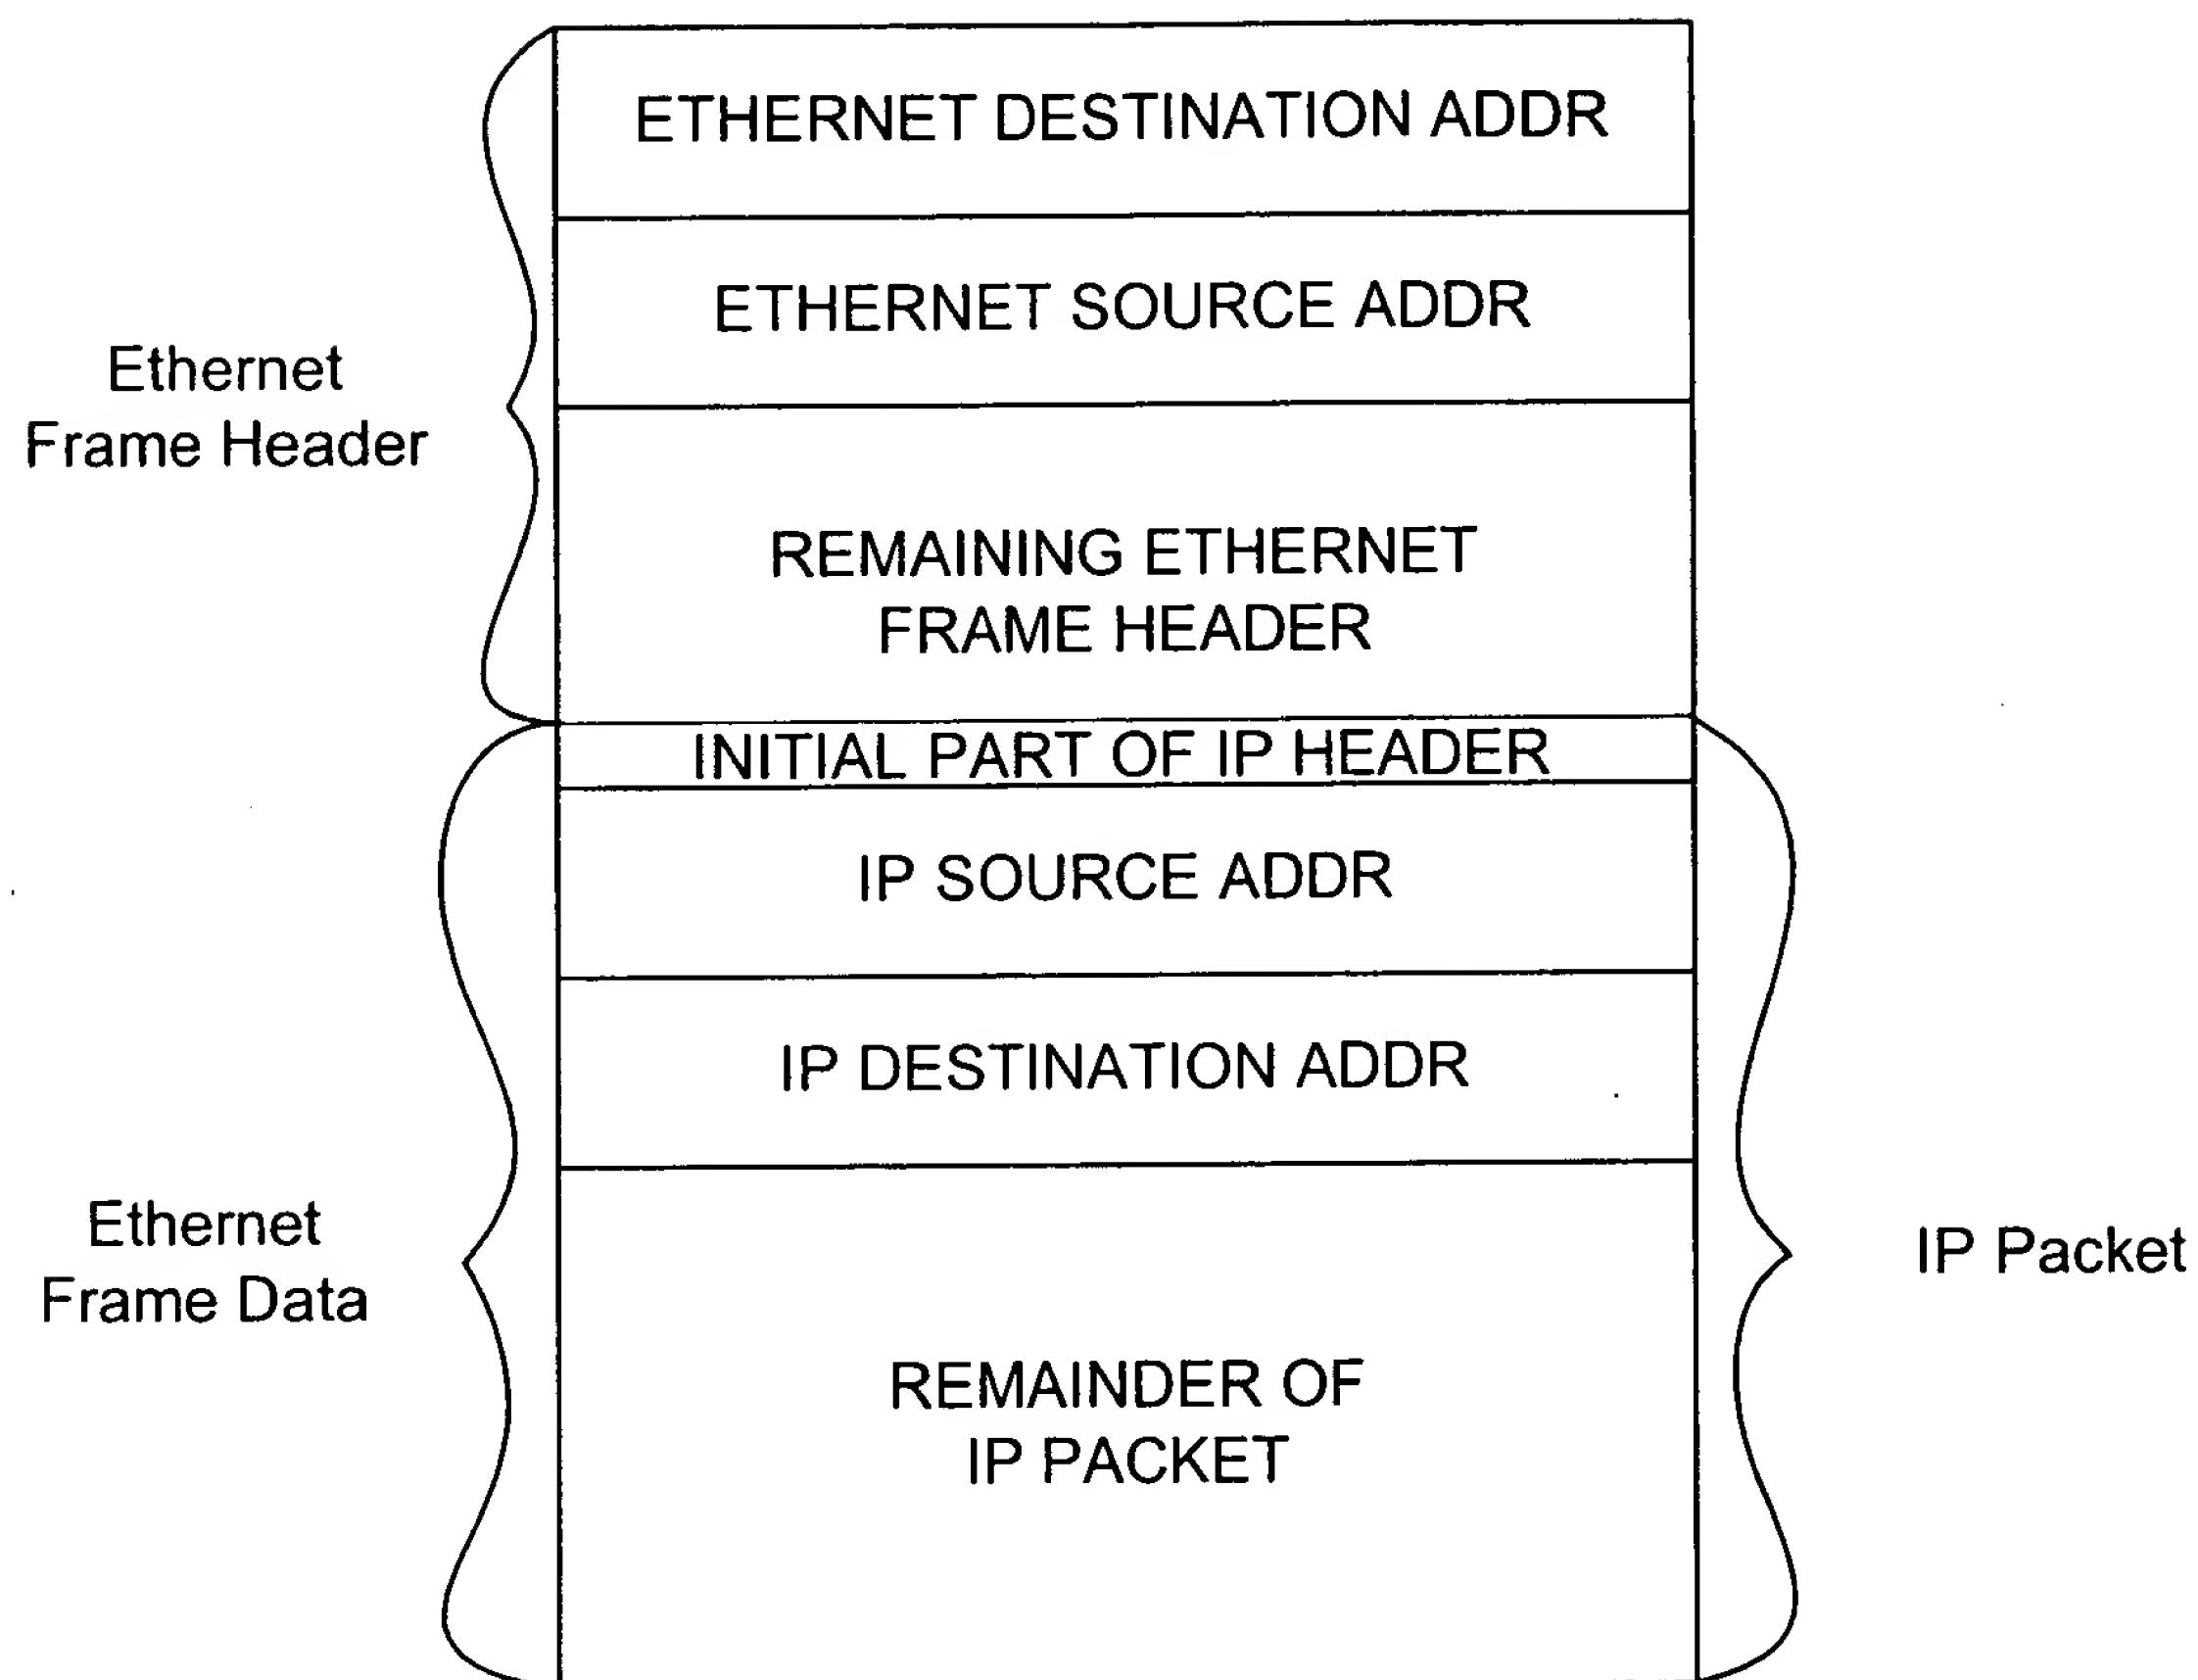 ETHERNET DESTINATION ADDR
ETHERNET SOURCE ADDR
Ethernet
Frame Header
REMAINING ETHERNET
FRAME HEADER
INITIAL PART OF IP HEADER
IP SOURCE ADDR
IP DESTINATION ADDR
Ethernet
Frame Data
IP Packet
REMAINDER OF
IP PACKET